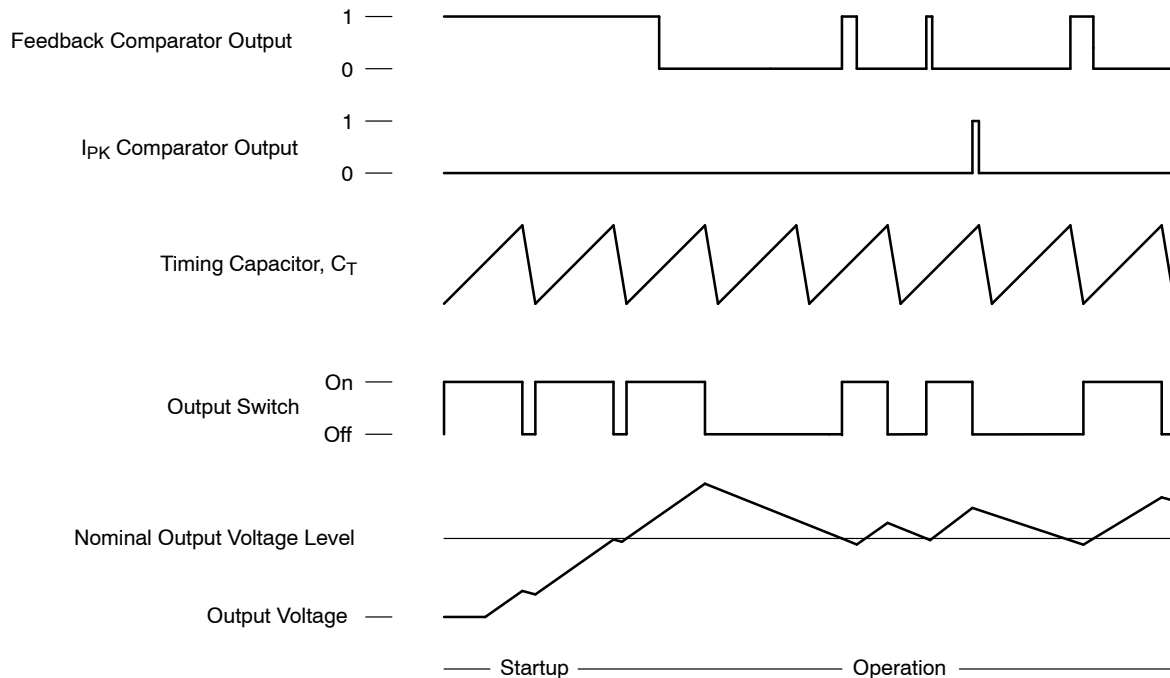 1
Feedback Comparator Output
0
1
IPK Comparator Output
0
Timing Capacitor, CT
On
Output Switch
Off
Nominal Output Voltage Level
Output Voltage
Startup
Operation